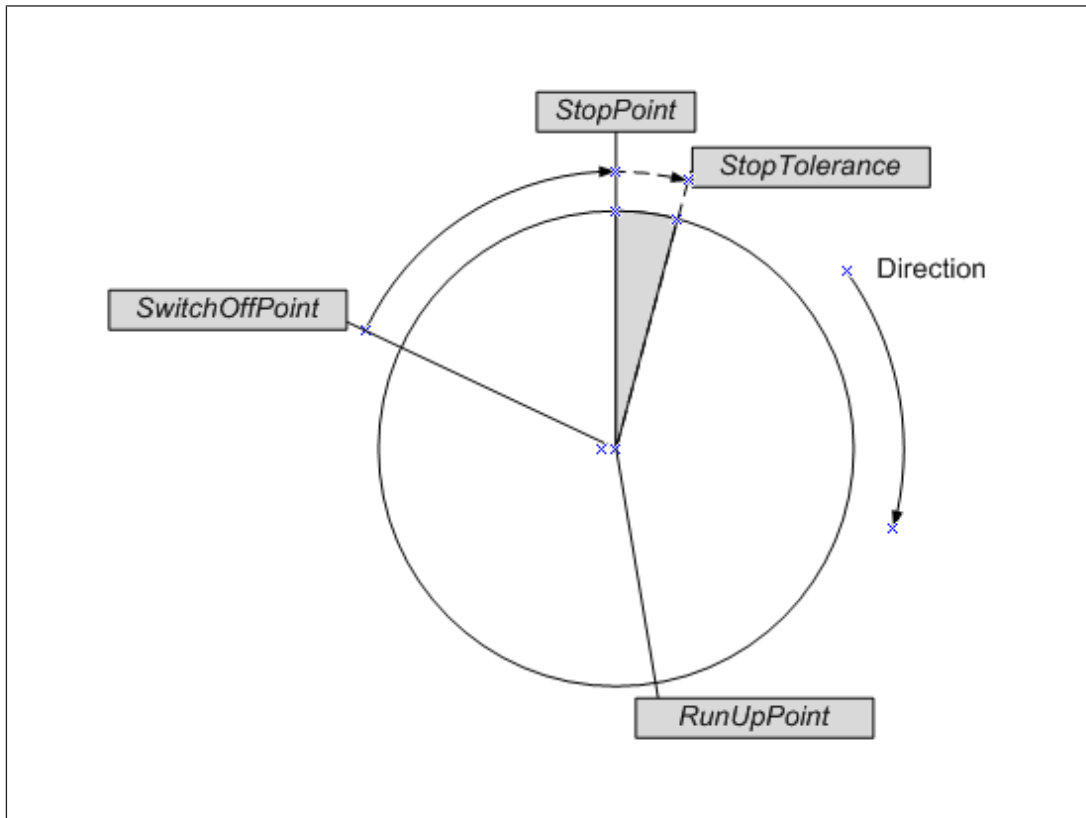 StopPoint
StopTolerance
Direction
SwitchOffPoint
RunUpPoint